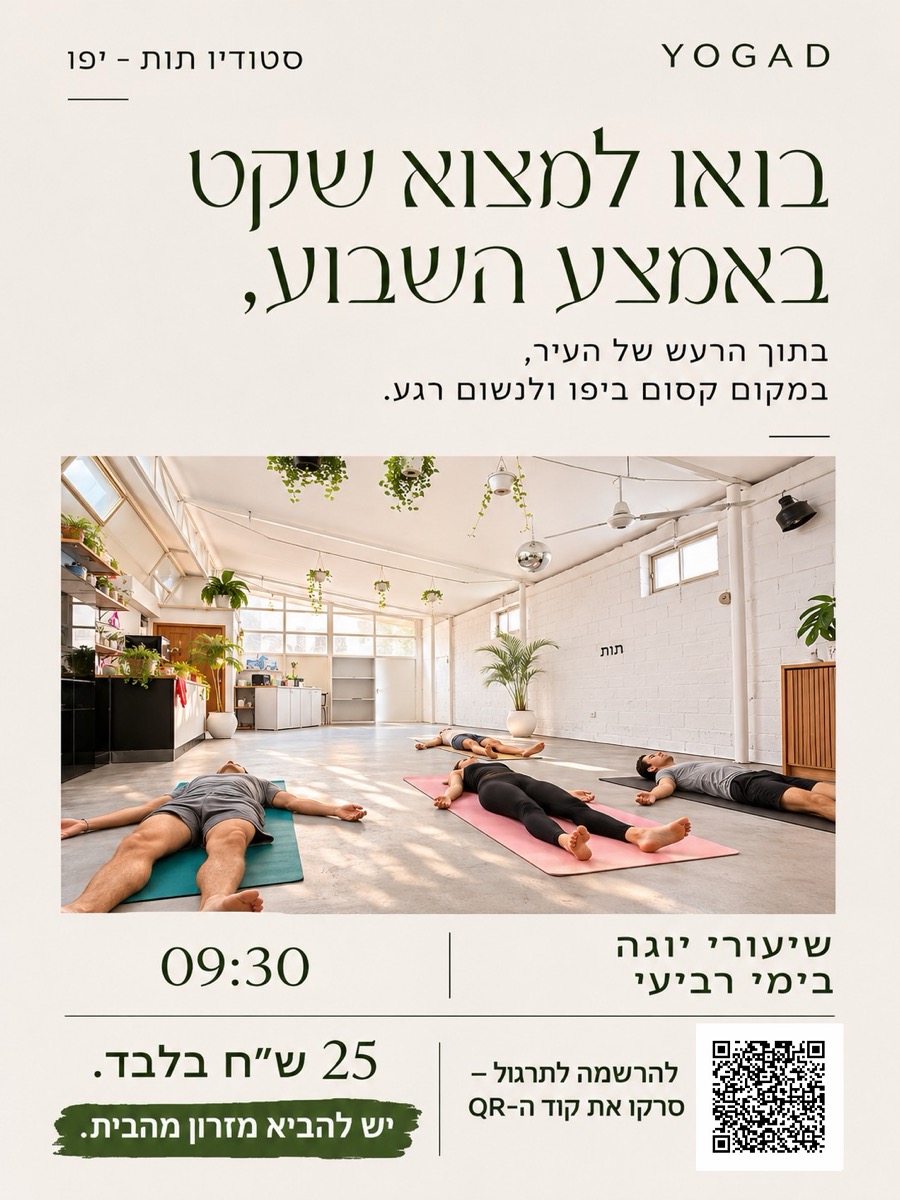 סטודיו תות - יפו
YOGAD
בואו למצוא שקט
באמצע השבוע,
בתוך הרעש של העיר,
במקום קסום ביפו ולנשום רגע.
תות
שיעורי יוגה
בימי רביעי
09:30
להרשמה לתרגול –
סרקו את קוד ה-QR
25 ש״ח בלבד.
יש להביא מזרון מהבית.